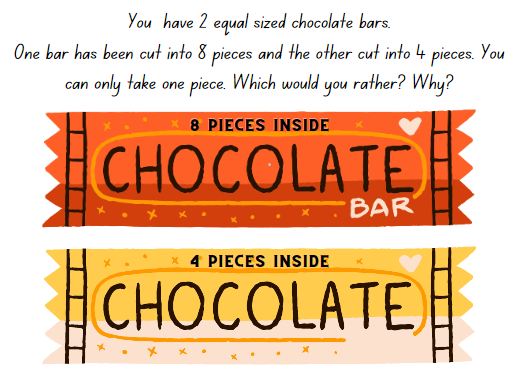 You have 2 equal sized chocolate bars.
One bar has been cut into 8 pieces and the other cut into 4 pieces. You
can only take one piece. Which would you rather? Why?
8 PIECES INSIDE
CHOCOLATE
BAR
4 PIECES INSIDE
CHOCOLATE